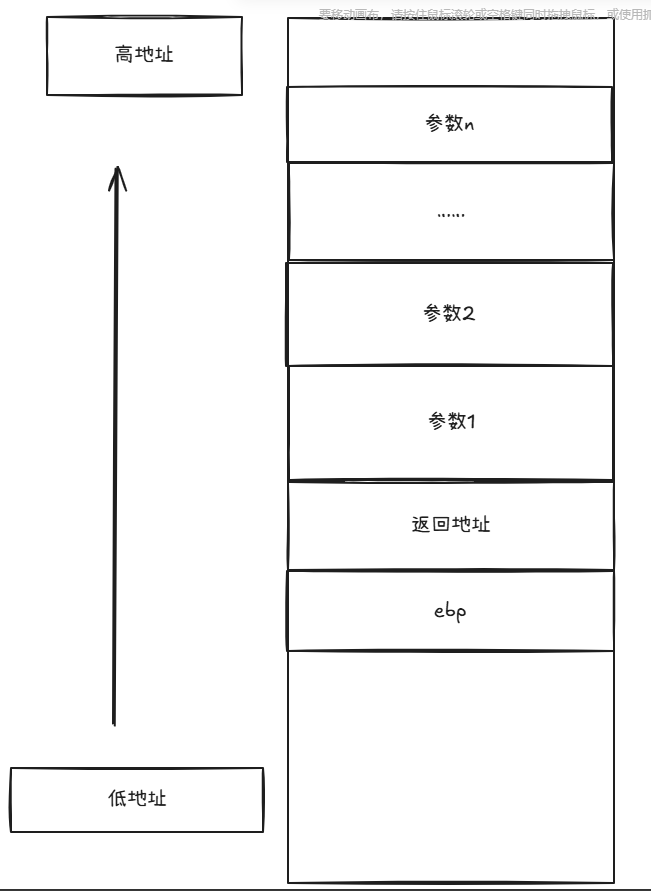 要移动画布，请按住鼠标滚轮或空格键同时拖拽鼠标，或使用抓
高地址
参数n
……
参数2
参数1
返回地址
ebp
低地址